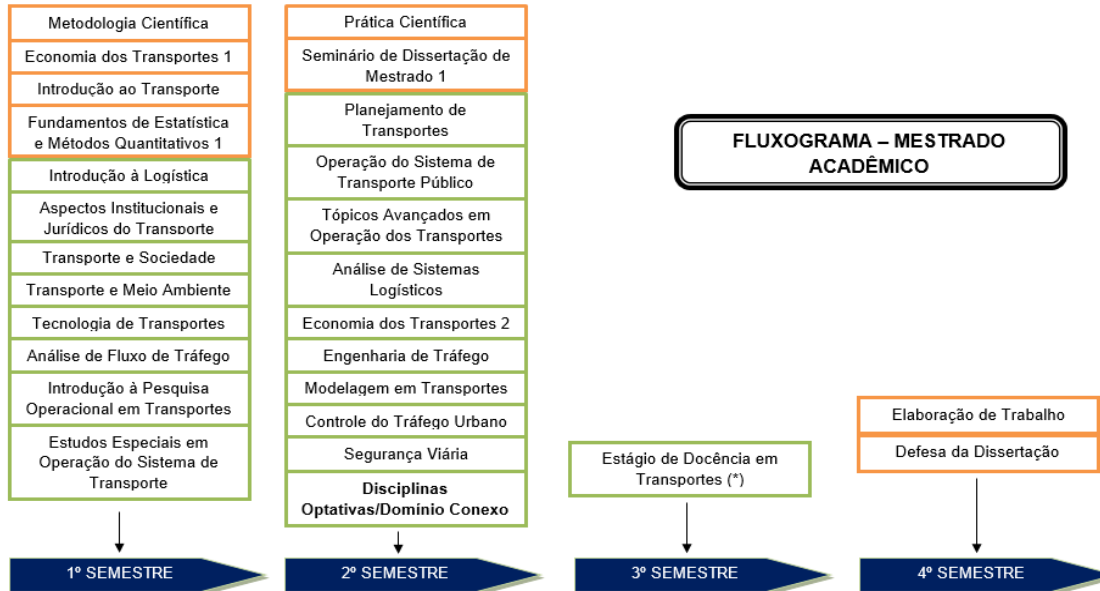 Metodologia Científica
Economia dos Transportes 1
Introdução ao Transporte
Fundamentos de Estatística
e Métodos Quantitativos 1
Introdução à Logística
Aspectos Institucionais e
Jurídicos do Transporte
Transporte e Sociedade
Transporte e Meio Ambiente
Tecnologia de Transportes
Análise de Fluxo de Tráfego
Introdução à Pesquisa
Operacional em Transportes
Estudos Especiais em
Operação do Sistema de
Transporte
1º SEMESTRE
Prática Científica
Seminário de Dissertação de
Mestrado 1
Planejamento de
Transportes
Operação do Sistema de
Transporte Público
Tópicos Avançados em
Operação dos Transportes
Análise de Sistemas
Logísticos
Economia dos Transportes 2
Engenharia de Tráfego
Modelagem em Transportes
Controle do Tráfego Urbano
Segurança Viária
Disciplinas
Optativas/Domínio Conexo
2º SEMESTRE
FLUXOGRAMA – MESTRADO
ACADÊMICO
Estágio de Docência em
Transportes (*)
3º SEMESTRE
Elaboração de Trabalho
Defesa da Dissertação
4º SEMESTRE